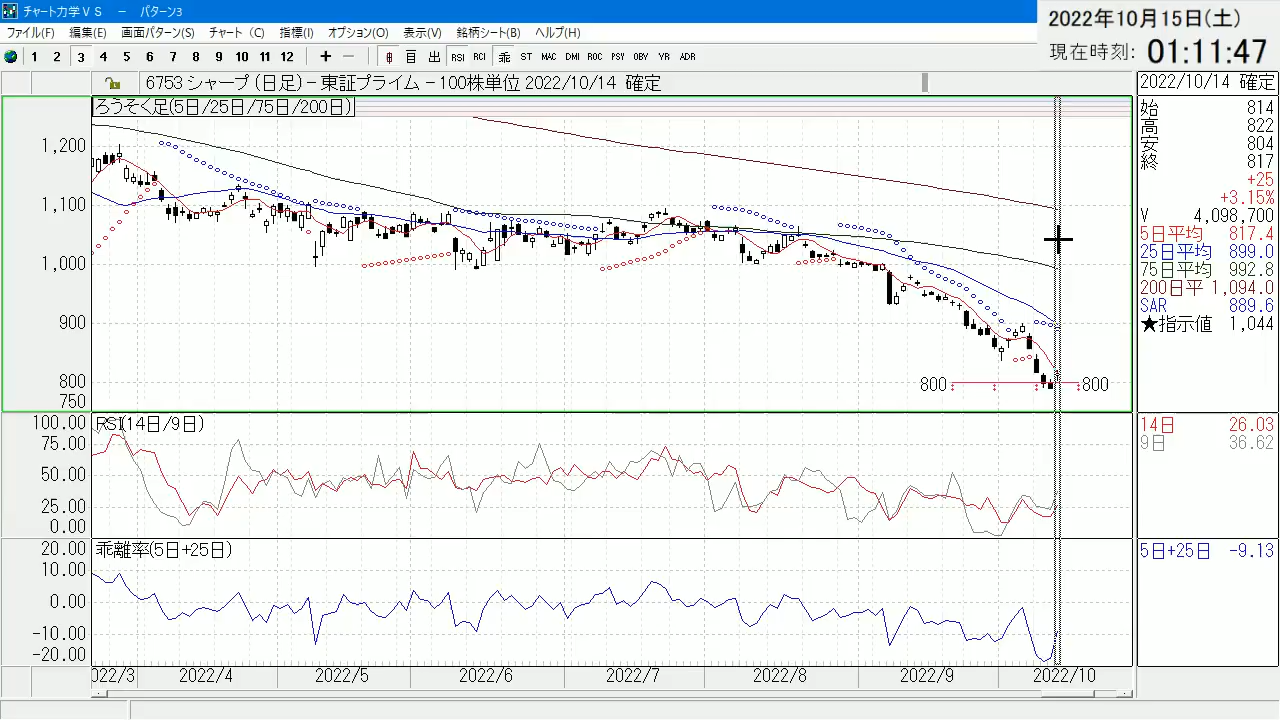 チャート力学VS － パターン3
2022年10月15日(土)
現在時刻: 01:11:47
ファイル(F) 編集(E) 画面パターン(S) チャート (C) 指標(I) オプション(O) 表示(V) 銘柄シート(B) ヘルプ(H)
1 2 3 4 5 6 7 8 9 10 11 12 + － 日 出 RSI RCI 乖 ST MAC DMI ROC PSY OBV VR ADR
6753 シャープ (日足) − 東証プライム − 100株単位 2022/10/14 確定
2022/10/14 確定
ろうそく足(5日/25日/75日/200日)
1,200
1,100
1,000
900
800
750
800 800
始 814
高 822
安 804
終 817
+25
+3.15%
V 4,098,700
5日平均 817.4
25日平均 899.0
75日平均 992.8
200日平 1,094.0
SAR 889.6
★指示値 1,044
RSI(14日/9日)
100.00
75.00
50.00
25.00
0.00
14日 26.03
9日 36.62
乖離率(5日+25日)
20.00
10.00
0.00
-10.00
-20.00
5日+25日 -9.13
2022/3 2022/4 2022/5 2022/6 2022/7 2022/8 2022/9 2022/10